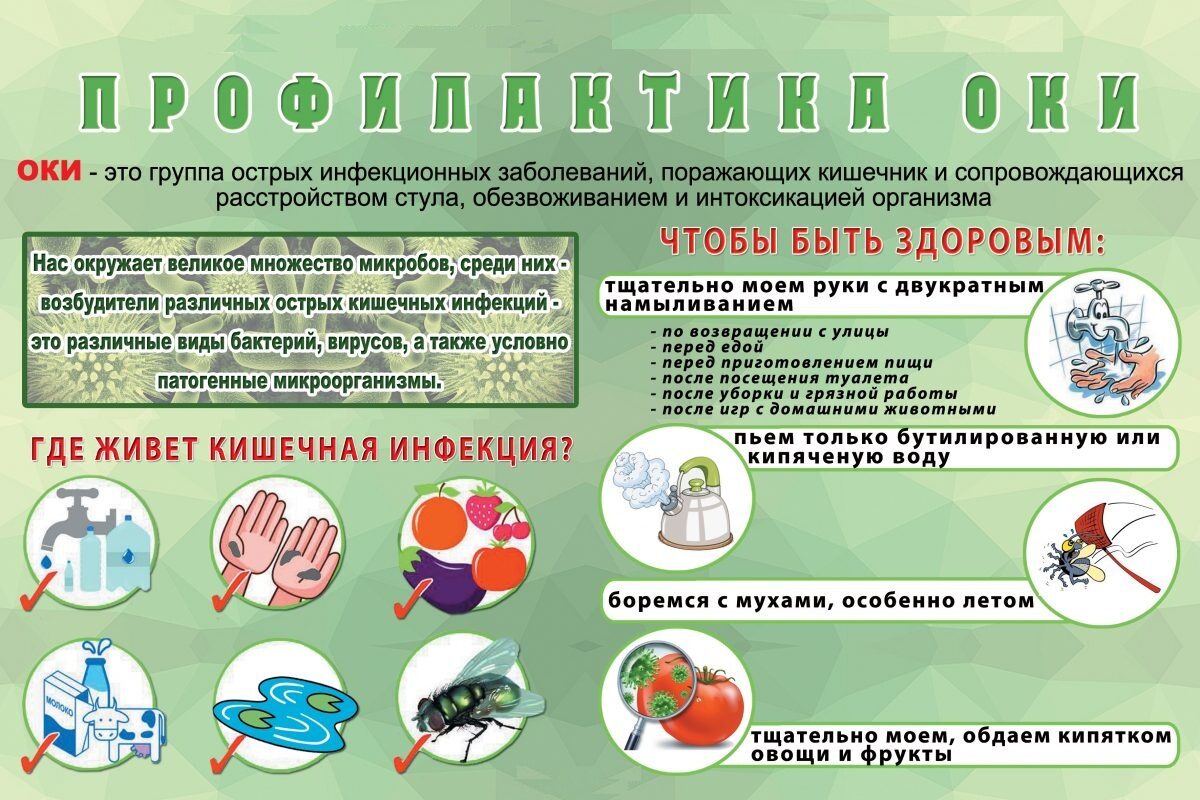 ПРОФИЛАКТИКА ОКИ
ОКИ - это группа острых инфекционных заболеваний, поражающих кишечник и сопровождающихся
расстройством стула, обезвоживанием и интоксикацией организма
Нас окружает великое множество микробов, среди них -
возбудители различных острых кишечных инфекций -
это различные виды бактерий, вирусов, а также условно
патогенные микроорганизмы.
ГДЕ ЖИВЕТ КИШЕЧНАЯ ИНФЕКЦИЯ?
МОЛОКО
ЧТОБЫ БЫТЬ ЗДОРОВЫМ:
тщательно моем руки с двукратным
намыливанием
- по возвращении с улицы
- перед едой
- перед приготовлением пищи
- после посещения туалета
- после уборки и грязной работы
- после игр с домашними животными
пьем только бутилированную или
кипяченую воду
боремся с мухами, особенно летом
тщательно моем, обдаем кипятком
овощи и фрукты